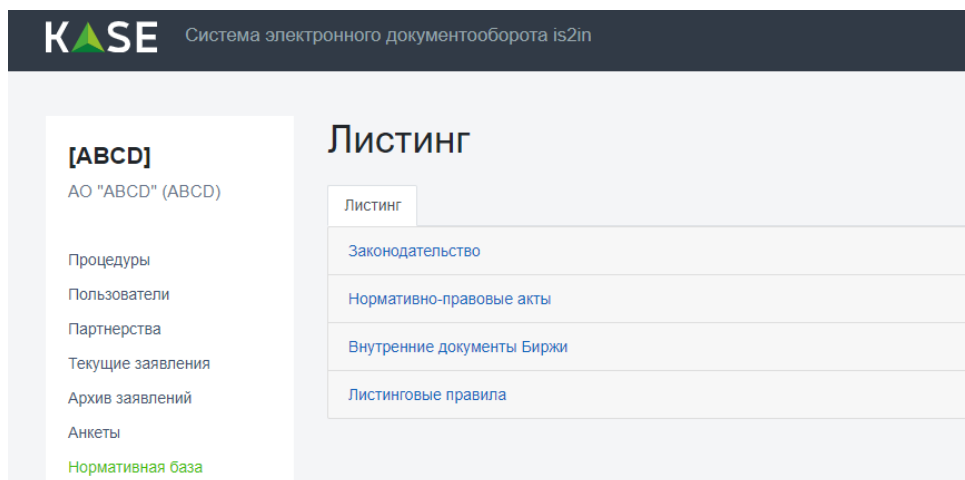 KASE Система электронного документооборота is2in
[ABCD]
АО "ABCD" (ABCD)
Процедуры
Пользователи
Партнерства
Текущие заявления
Архив заявлений
Анкеты
Нормативная база
Листинг
Листинг
Законодательство
Нормативно-правовые акты
Внутренние документы Биржи
Листинговые правила